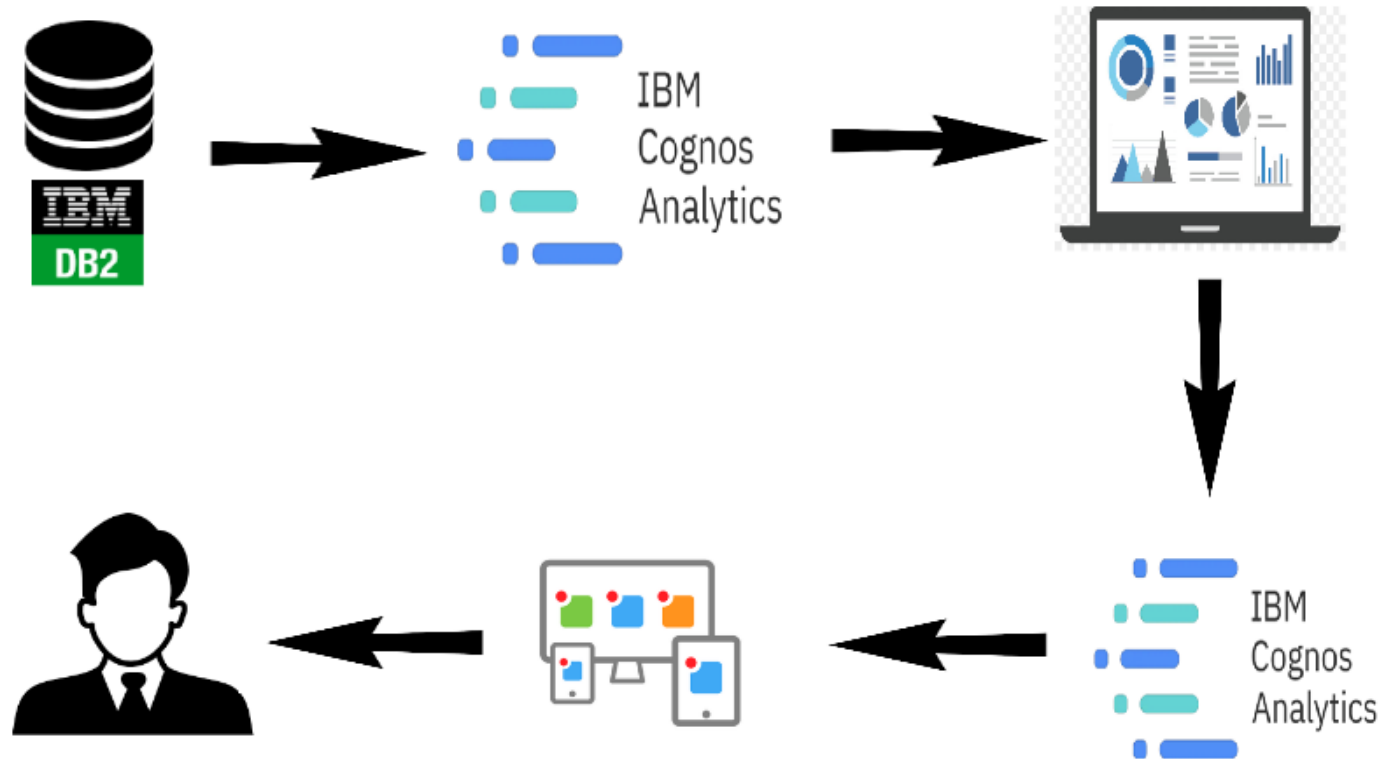 IBM
Cognos
Analytics
IBM
DB2
IBM
Cognos
Analytics